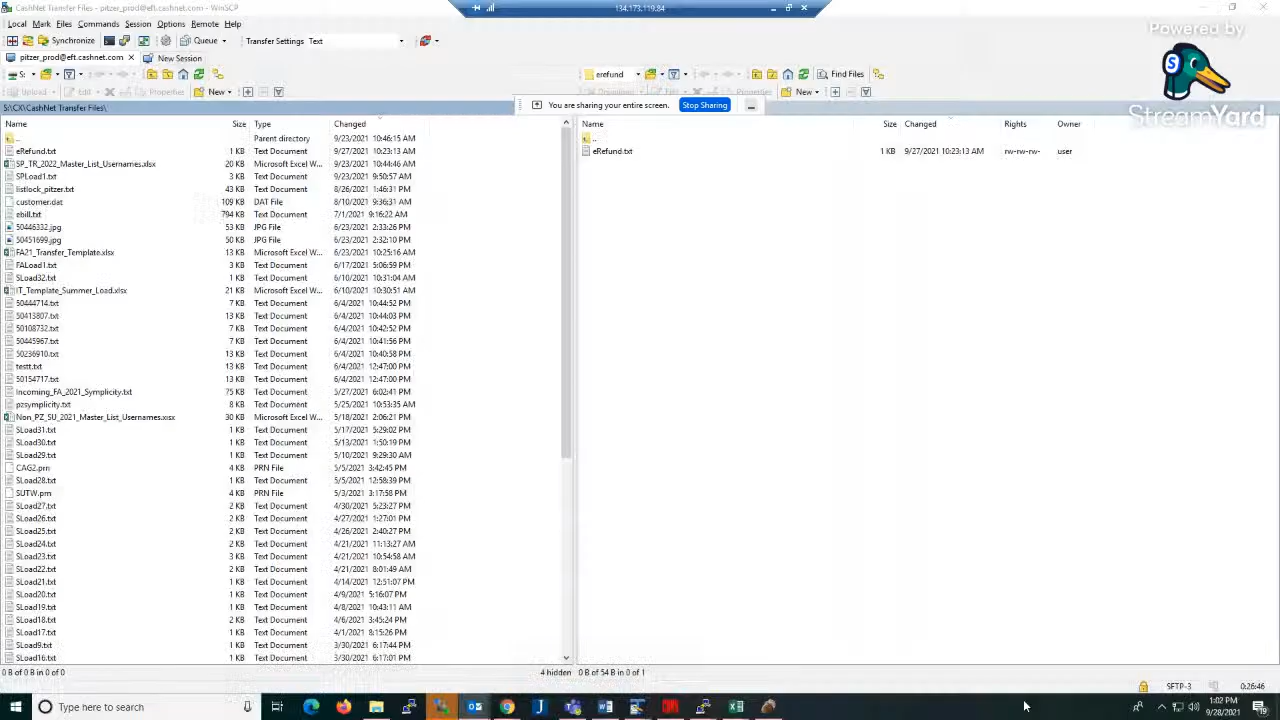 CashNet Transfer Files - pitzer_prod@eft.cashnet.com - WinSCP
134.173.119.84
Local Mark Files Commands Session Options Remote Help
Synchronize Queue Transfer Settings Text
pitzer_prod@eft.cashnet.com New Session
S: erefund Find Files
Upload Edit Properties New Properties New
S:\CX\CashNet Transfer Files\
You are sharing your entire screen. Stop Sharing
Powered by
StreamYard
Name Size Type Changed
.. Parent directory 9/23/2021 10:46:15 AM
eRefund.txt 1 KB Text Document 9/27/2021 10:23:13 AM
SP_TR_2022_Master_List_Usernames.xlsx 20 KB Microsoft Excel W... 9/23/2021 10:44:46 AM
SPLoad1.txt 3 KB Text Document 9/23/2021 9:50:57 AM
listlock_pitzer.txt 43 KB Text Document 8/26/2021 1:46:31 PM
customer.dat 109 KB DAT File 8/10/2021 9:36:31 AM
ebill.txt 794 KB Text Document 7/1/2021 9:16:22 AM
50446332.jpg 53 KB JPG File 6/23/2021 2:33:26 PM
50451699.jpg 50 KB JPG File 6/23/2021 2:32:10 PM
FA21_Transfer_Template.xlsx 13 KB Microsoft Excel W... 6/23/2021 10:25:16 AM
FALoad1.txt 3 KB Text Document 6/17/2021 5:06:59 PM
SLoad32.txt 1 KB Text Document 6/10/2021 10:31:04 AM
IT_Template_Summer_Load.xlsx 21 KB Microsoft Excel W... 6/10/2021 10:30:51 AM
50444714.txt 7 KB Text Document 6/4/2021 10:44:52 PM
50413807.txt 13 KB Text Document 6/4/2021 10:44:03 PM
50108732.txt 7 KB Text Document 6/4/2021 10:42:52 PM
50445967.txt 7 KB Text Document 6/4/2021 10:41:56 PM
50236910.txt 13 KB Text Document 6/4/2021 10:40:58 PM
testt.txt 13 KB Text Document 6/4/2021 12:47:00 PM
50154717.txt 13 KB Text Document 6/4/2021 12:47:00 PM
Incoming_FA_2021_Symplicity.txt 75 KB Text Document 5/27/2021 6:02:41 PM
pzsymplicity.txt 8 KB Text Document 5/25/2021 10:53:35 AM
Non_PZ_SU_2021_Master_List_Usernames.xlsx 30 KB Microsoft Excel W... 5/18/2021 2:06:21 PM
SLoad31.txt 1 KB Text Document 5/17/2021 5:29:02 PM
SLoad30.txt 1 KB Text Document 5/13/2021 1:50:19 PM
SLoad29.txt 1 KB Text Document 5/10/2021 9:29:30 AM
CAG2.prn 4 KB PRN File 5/5/2021 3:42:45 PM
SLoad28.txt 1 KB Text Document 5/5/2021 12:58:39 PM
SUTW.prn 4 KB PRN File 5/3/2021 3:17:58 PM
SLoad27.txt 2 KB Text Document 4/30/2021 5:23:27 PM
SLoad26.txt 2 KB Text Document 4/27/2021 1:27:01 PM
SLoad25.txt 2 KB Text Document 4/26/2021 2:40:27 PM
SLoad24.txt 2 KB Text Document 4/21/2021 11:13:27 AM
SLoad23.txt 3 KB Text Document 4/21/2021 10:54:58 AM
SLoad22.txt 2 KB Text Document 4/21/2021 8:01:49 AM
SLoad21.txt 1 KB Text Document 4/14/2021 12:51:07 PM
SLoad20.txt 1 KB Text Document 4/9/2021 5:16:07 PM
SLoad19.txt 1 KB Text Document 4/8/2021 10:43:11 AM
SLoad18.txt 2 KB Text Document 4/6/2021 3:45:24 PM
SLoad17.txt 1 KB Text Document 4/1/2021 8:15:26 PM
SLoad9.txt 1 KB Text Document 3/30/2021 6:17:44 PM
SLoad16.txt 1 KB Text Document 3/30/2021 6:17:01 PM
0 B of 0 B in 0 of 0 4 hidden
Name Size Changed Rights Owner
..
eRefund.txt 1 KB 9/27/2021 10:23:13 AM rw-rw-rw- user
0 B of 54 B in 0 of 1
SFTP-3 0:26:46
Type here to search
1:02 PM
9/28/2021